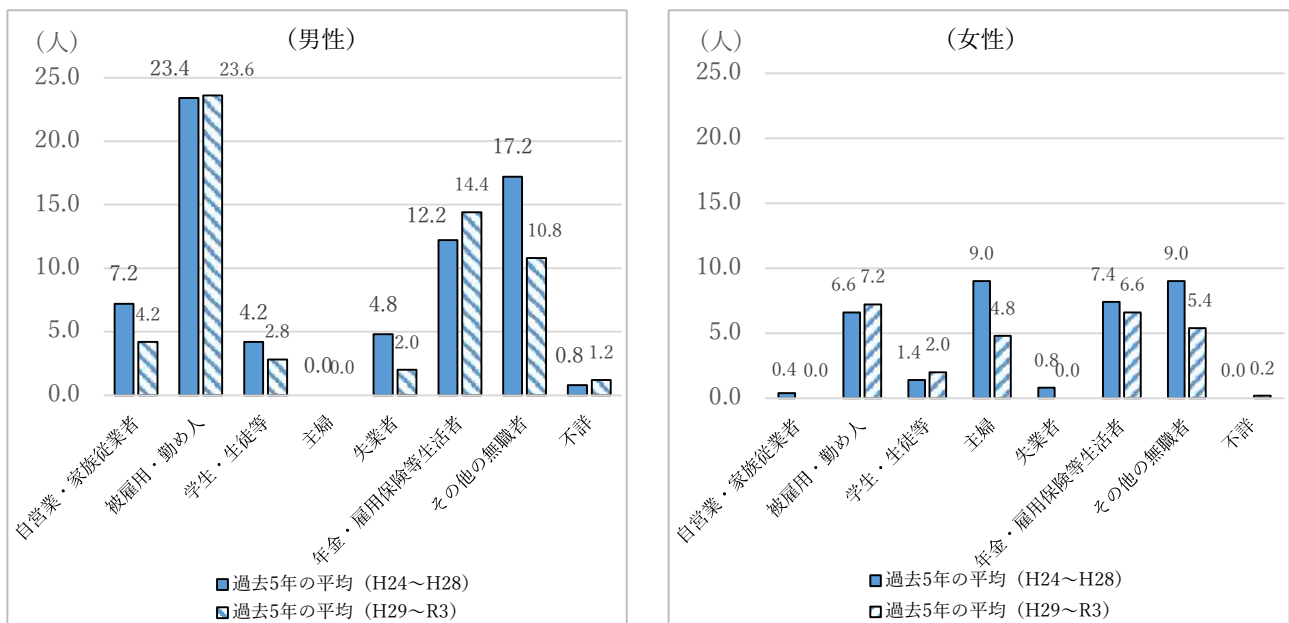 (人)
(男性)
25.0
20.0
15.0
10.0
5.0
0.0
7.2
4.2
23.4
23.6
4.2
2.8
0.0
0.0
4.8
2.0
12.2
14.4
17.2
10.8
0.8
1.2
自営業・家族従業者
被雇用・勤め人
学生・生徒等
主婦
失業者
年金・雇用保険等生活者
その他の無職者
不詳
過去5年の平均（H24～H28）
過去5年の平均（H29～R3）
(人)
(女性)
25.0
20.0
15.0
10.0
5.0
0.0
0.4
0.0
6.6
7.2
1.4
2.0
9.0
4.8
0.8
0.0
7.4
6.6
9.0
5.4
0.0
0.2
自営業・家族従業者
被雇用・勤め人
学生・生徒等
主婦
失業者
年金・雇用保険等生活者
その他の無職者
不詳
過去5年の平均（H24～H28）
過去5年の平均（H29～R3）